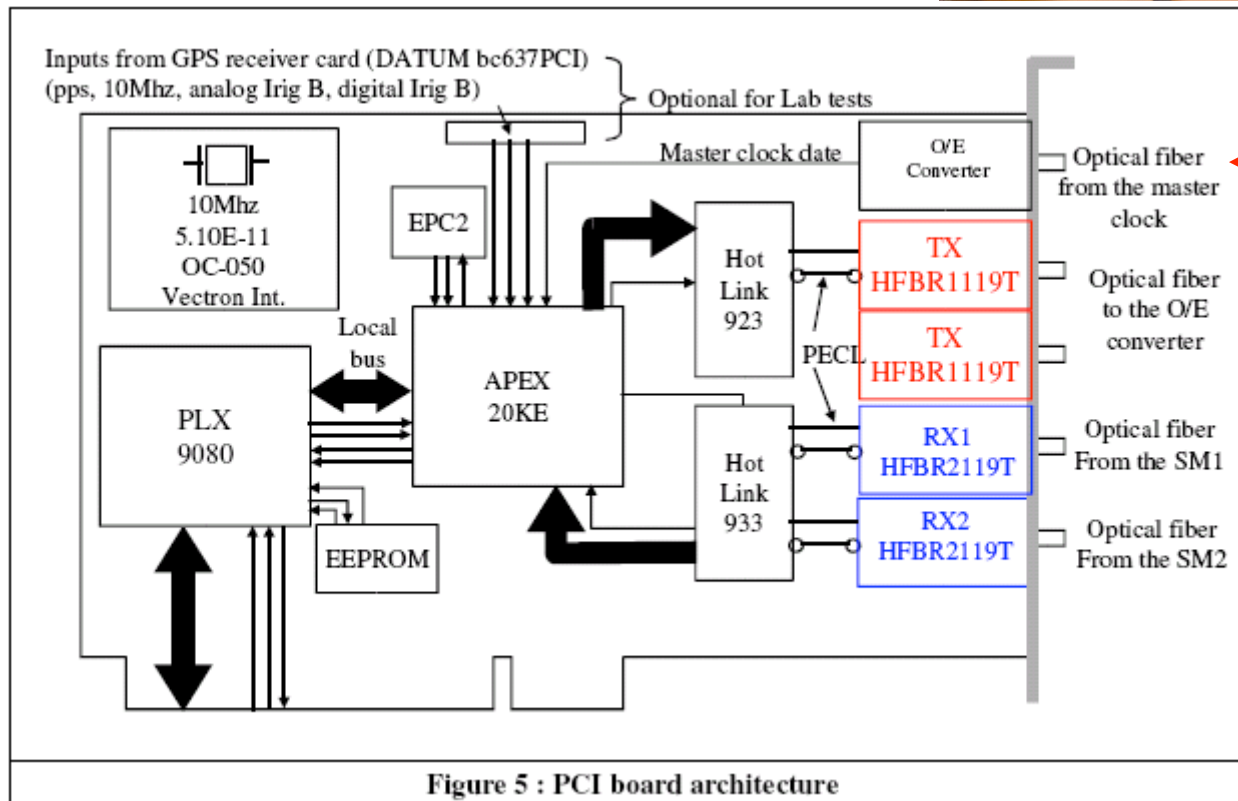 Inputs from GPS receiver card (DATUM bc637PCI)
(pps, 10Mhz, analog Irig B, digital Irig B)
Optional for Lab tests
10Mhz
5.10E-11
OC-050
Vectron Int.
EPC2
Master clock date
O/E
Converter
Optical fiber
from the master
clock
Hot
Link
923
TX
HFBR1119T
Optical fiber
to the O/E
converter
TX
HFBR1119T
PECL
Local
bus
PLX
9080
APEX
20KE
Hot
Link
933
RX1
HFBR2119T
Optical fiber
From the SM1
RX2
HFBR2119T
Optical fiber
From the SM2
EEPROM
Figure 5 : PCI board architecture